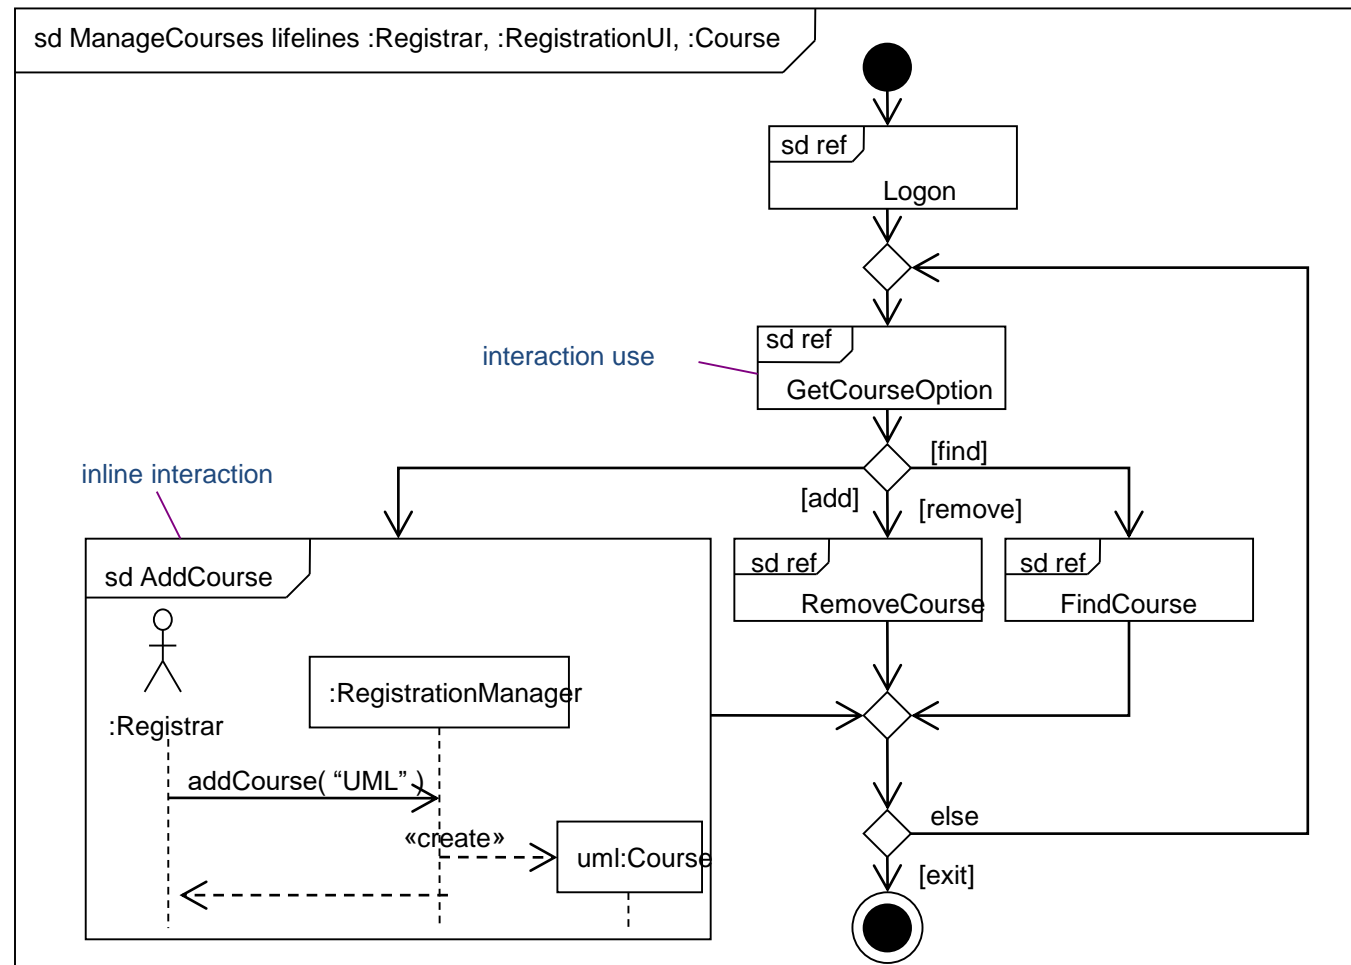 sd ManageCourses lifelines :Registrar, :RegistrationUI, :Course
sd ref
Logon
sd ref
interaction use
GetCourseOption
[find]
inline interaction
[add]
[remove]
sd AddCourse
sd ref
RemoveCourse
sd ref
FindCourse
:RegistrationManager
:Registrar
addCourse( “UML” )
else
«create»
uml:Course
[exit]